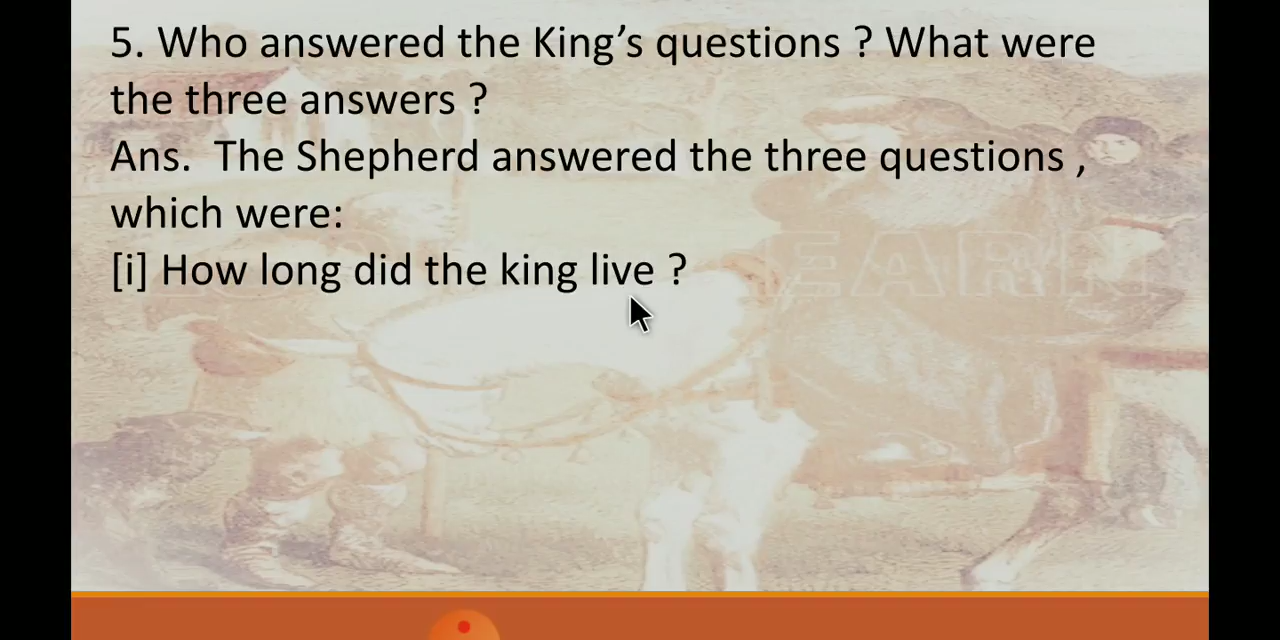 5. Who answered the King’s questions ? What were
the three answers ?
Ans.  The Shepherd answered the three questions ,
which were:
[i] How long did the king live ?